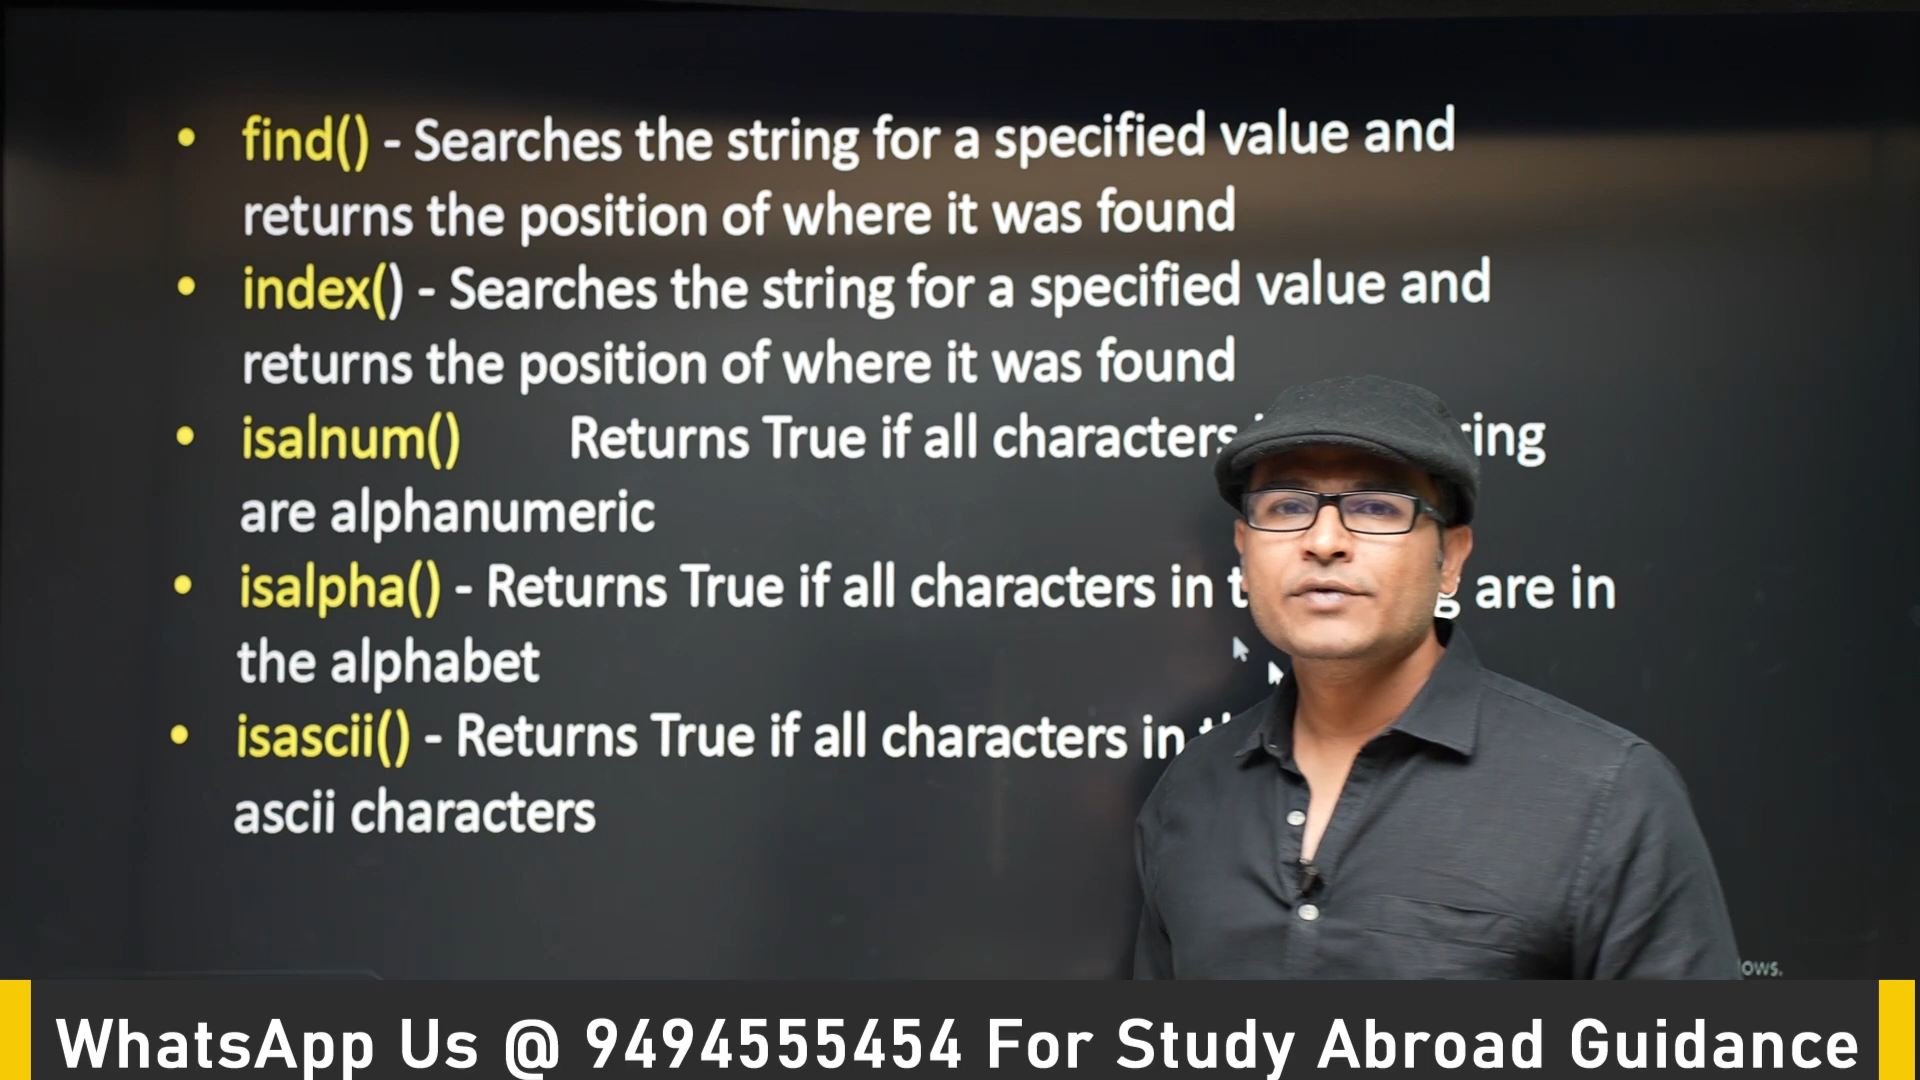 • find() - Searches the string for a specified value and
returns the position of where it was found
• index() - Searches the string for a specified value and
returns the position of where it was found
• isalnum() Returns True if all characters
are alphanumeric
• isalpha() - Returns True if all characters in are in
the alphabet
• isascii() - Returns True if all characters in
ascii characters
WhatsApp Us @ 9494555454 For Study Abroad Guidance